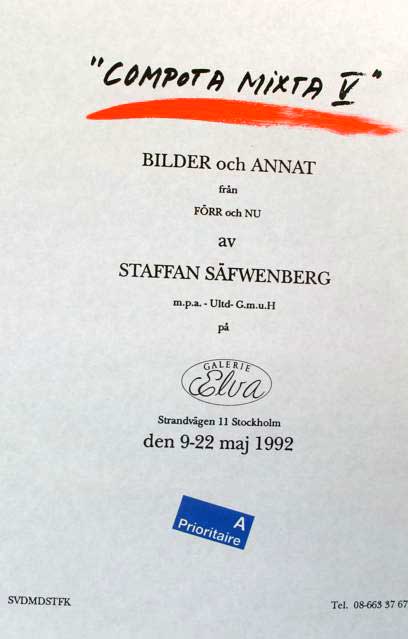 "COMPOTA MIXTA V"
BILDER och ANNAT
från
FÖRR och NU
av
STAFFAN SÄFWENBERG
m.p.a. - Ultd- G.m.u.H
på
GALERIE
Elva
Strandvägen 11 Stockholm
den 9-22 maj 1992
A
Prioritaire
SVDMDSTFK
Tel. 08-663 37 67